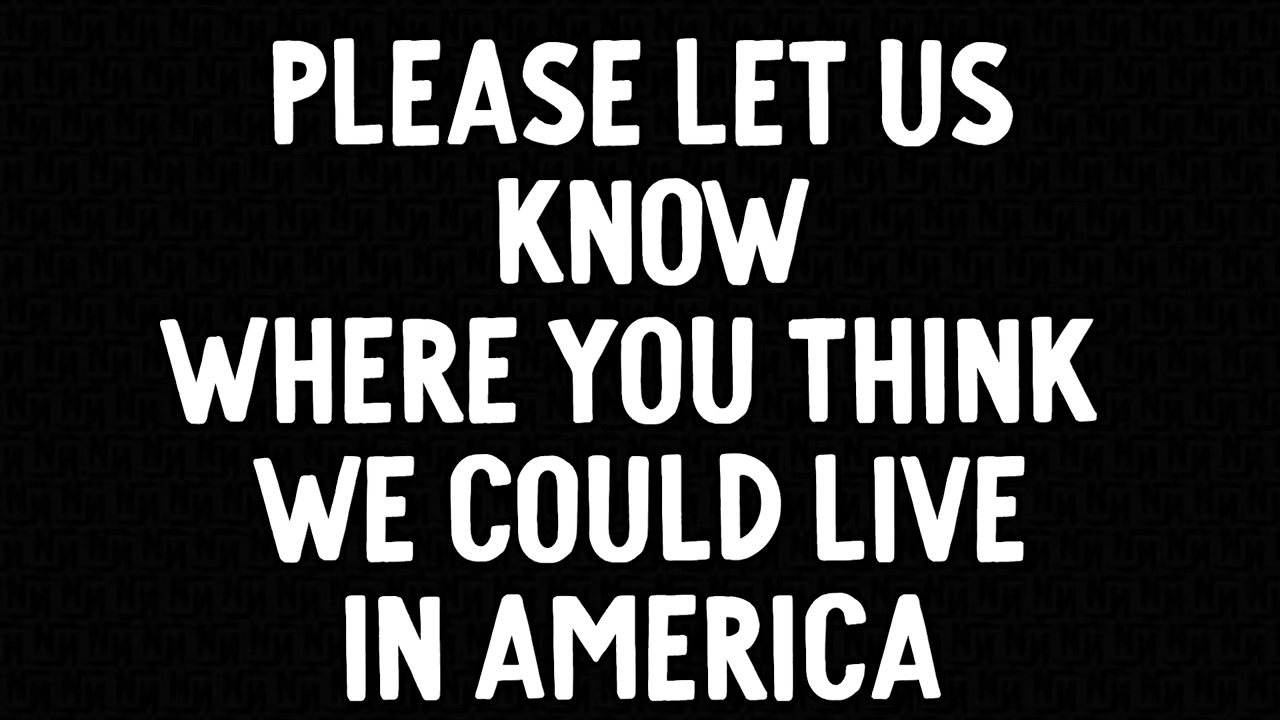 PLEASE LET US
KNOW
WHERE YOU THINK
WE COULD LIVE
IN AMERICA